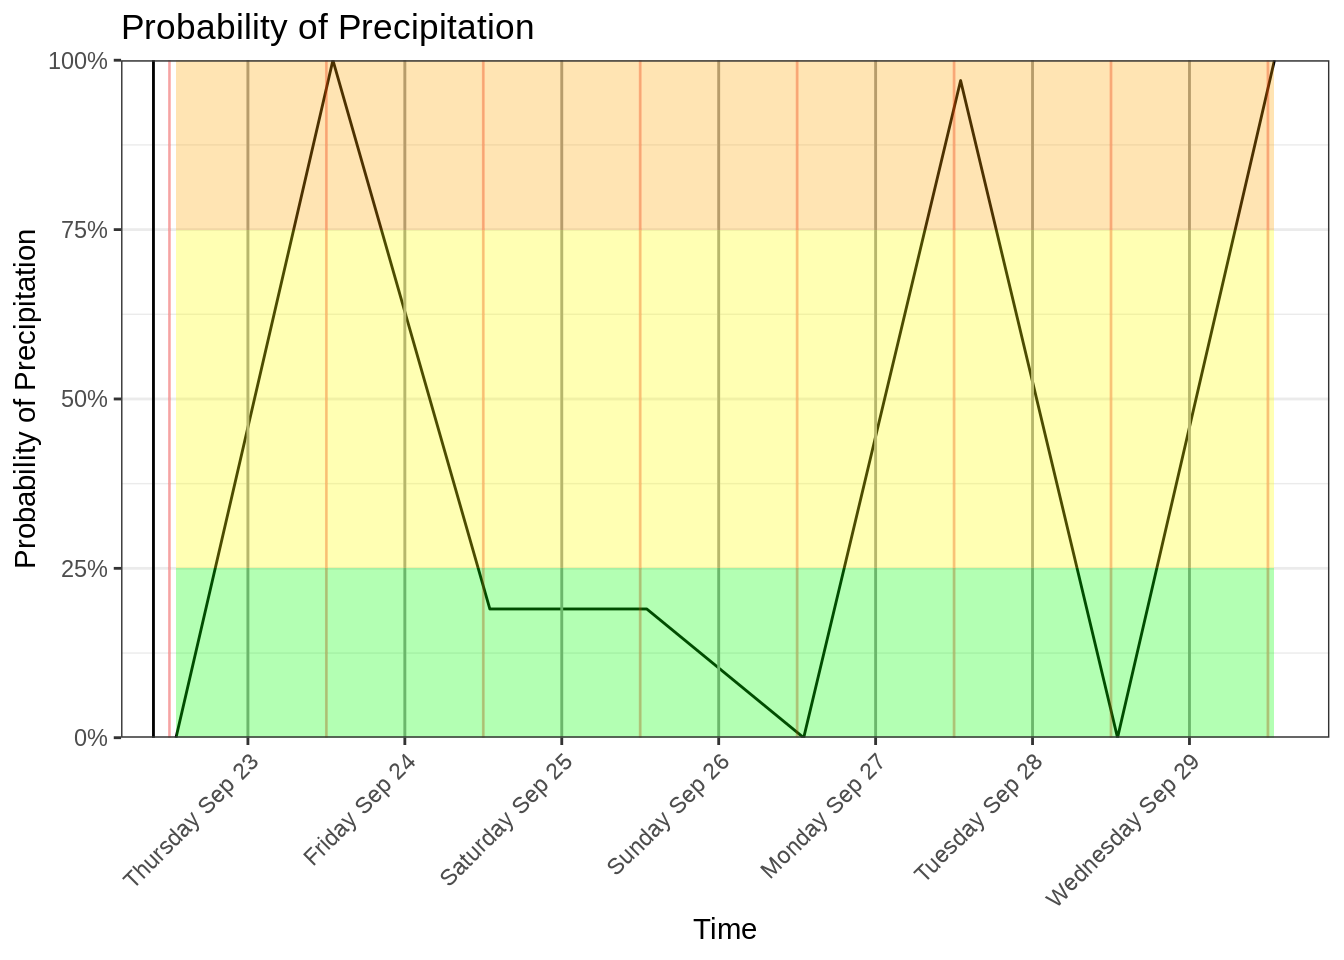 Probability of Precipitation
Probability of Precipitation
100%
75%
50%
25%
0%
Thursday Sep 23
Friday Sep 24
Saturday Sep 25
Sunday Sep 26
Monday Sep 27
Tuesday Sep 28
Wednesday Sep 29
Time